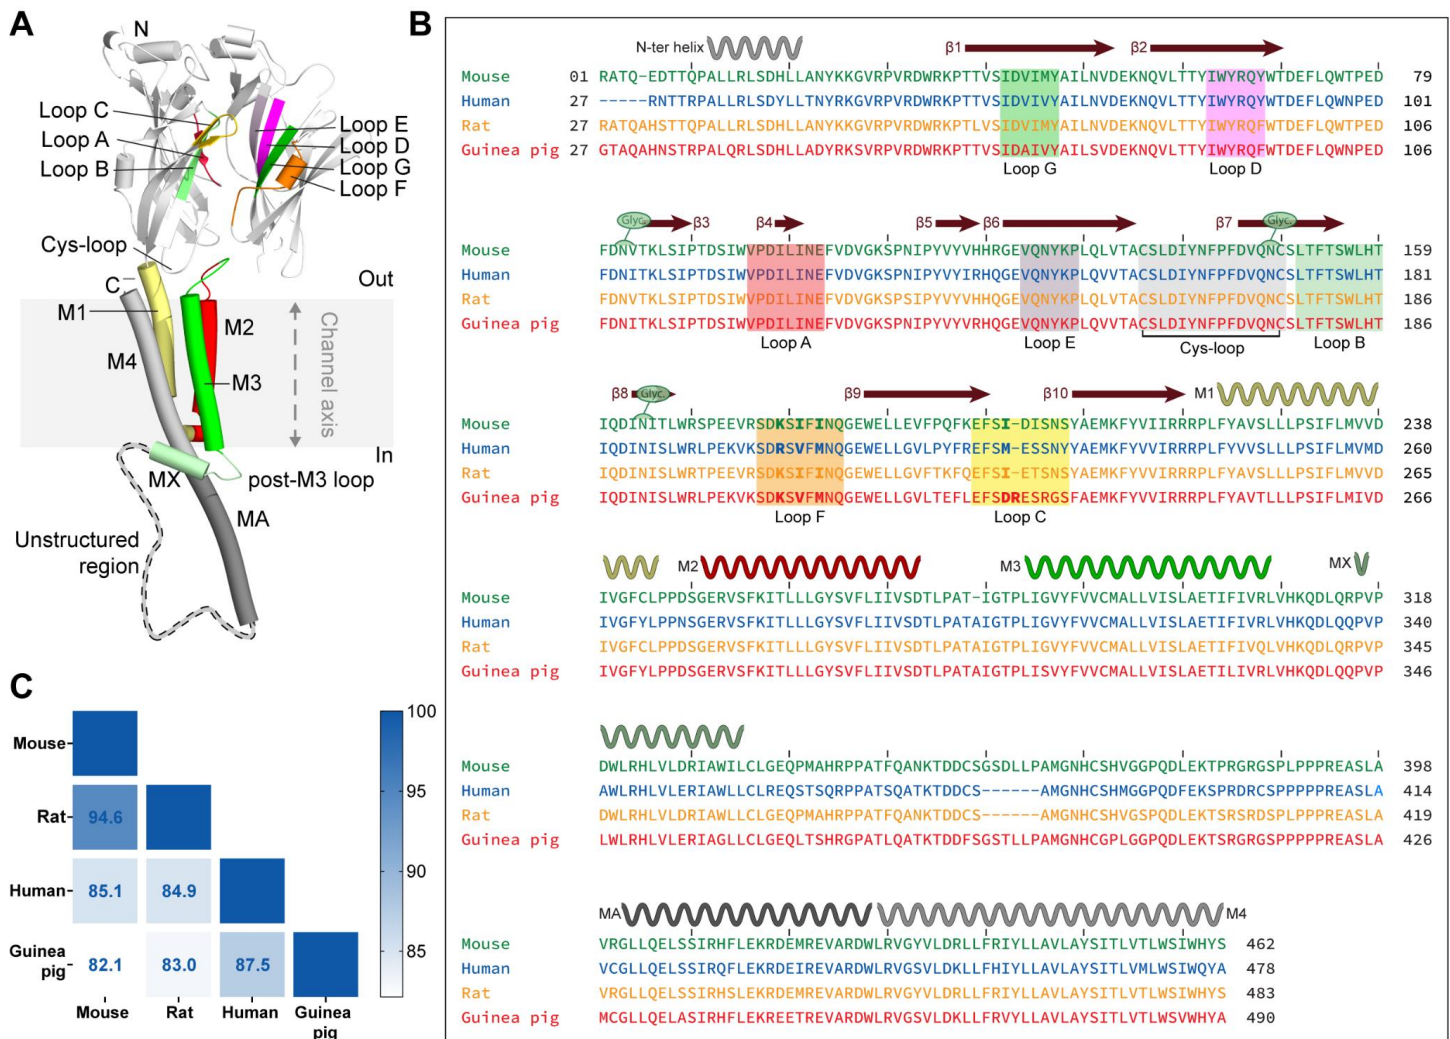 A
N
Loop C
Loop A
Loop B
Loop E
Loop D
Loop G
Loop F
Cys-loop
C
Out
M1
M2
M4
M3
Channel axis
In
MX
post-M3 loop
MA
Unstructured
region
B
N-ter helix β1 β2
Mouse 01 RATQ-EDTTQPALLRLSDHLLANYKKGVRPVRDWRKPTTVSIDVIMYAILNVDEKNQVLTTYIWYRQYWTDEFLQWTPED 79
Human 27 -----RNTTRPALLRLSDYLLTNYRKGVRPVRDWRKPTTVSIDVIVYAILNVDEKNQVLTTYIWYRQYWTDEFLQWNPED 101
Rat 27 RATQAHSTTQPALLRLSDHLLANYKKGVRPVRDWRKPTLVSIDVIMYAILNVDEKNQVLTTYIWYRQFWTDEFLQWTPED 106
Guinea pig 27 GTAQAHNSTRPALQRLSDHLLADYRKSVRPVRDWRKPTTVSIDAIVYAILSVDEKNQVLTTYIWYRQFWTDEFLQWNPED 106
Loop G Loop D
Glyc. β3 β4 β5 β6 β7 Glyc.
Mouse FDNVTKLSIPTDSIWVPDILINEFVDVGKSPNIPYVYVHHRGEVQNYKPLQLVTACSLDIYNFPFDVQNCSLTFTSWLHT 159
Human FDNITKLSIPTDSIWVPDILINEFVDVGKSPNIPYVYIRHQGEVQNYKPLQVVTACSLDIYNFPFDVQNCSLTFTSWLHT 181
Rat FDNVTKLSIPTDSIWVPDILINEFVDVGKSPNIPYVYVHHQGEVQNYKPLQLVTACSLDIYNFPFDVQNCSLTFTSWLHT 186
Guinea pig FDNITKLSIPTDSIWVPDILINEFVDVGKSPNIPYVYVRHQGEVQNYKPLQVVTACSLDIYNFPFDVQNCSLTFTSWLHT 186
Loop A Loop E Cys-loop Loop B
β8 Glyc. β9 β10 M1
Mouse IQDINITLWRSPEEVRSDKSIFINQGEWELLEVFPQFKEFSI-DISNSYAEMKFYVIIRRRPLFYAVSLLLPSIFLMVVD 238
Human IQDINISLWRLPEKVKSDRSVFMNQGEWELLGVLPYFREFSM-ESSNYYAEMKFYVVIRRRPLFYVVSLLLPSIFLMVMD 260
Rat IQDINITLWRTPEEVRSDKSIFINQGEWELLGVLTKFQEFSI-ETSNSYAEMKFYVVIRRRPLFYAVSLLLPSIFLMVVD 265
Guinea pig IQDINISLWRLPEKVKSDKSVFMNQGEWELLGVLTEFLEFSDRESRGSFAEMKFYVVIRRRPLFYAVTLLLPSIFLMIVD 266
Loop F Loop C
M2 M3 MX
Mouse IVGFCLPPDSGERVSFKITLLLGYSVFLIIVSDTLPAT-IGTPLIGVYFVVCMALLVISLAETIFIVRLVHKQDLQRPVP 318
Human IVGFYLPPNSGERVSFKITLLLGYSVFLIIVSDTLPATAIGTPLIGVYFVVCMALLVISLAETIFIVRLVHKQDLQQPVP 340
Rat IVGFCLPPDSGERVSFKITLLLGYSVFLIIVSDTLPATAIGTPLIGVYFVVCMALLVISLAETIFIVQLVHKQDLQRPVP 345
Guinea pig IVGFYLPPDSGERVSFKITLLLGYSVFLIIVSDTLPATAIGTPLISVYFVVCMALLVISLAETILIVRLVHKQDLQQPVP 346
Mouse DWLRHLVLDRIAWILCLGEQPMAHRPPATFQANKTDDCSGSDLLPAMGNHCSHVGGPQDLEKTPRGRGSPLPPPREASLA 398
Human AWLRHLVLERIAWLLCLREQSTSQRPPATSQATKTDDCS------AMGNHCSHMGGPQDFEKSPRDRCSPPPPPREASLA 414
Rat DWLRHLVLDRIAWLLCLGEQPMAHRPPATFQANKTDDCS------AMGNHCSHVGSPQDLEKTSRSRDSPLPPPREASLA 419
Guinea pig LWLRHLVLERIAGLLCLGEQLTSHRGPATLQATKTDDFSGSTLLPAMGNHCGPLGGPQDLEKTSRGRGSPPPPPREASLA 426
MA M4
Mouse VRGLLQELSSIRHFLEKRDEMREVARDWLRVGYVLDRLLFRIYLLAVLAYSITLVTLWSIWHYS 462
Human VCGLLQELSSIRQFLEKRDEIREVARDWLRVGSVLDKLLFHIYLLAVLAYSITLVMLWSIWQYA 478
Rat VRGLLQELSSIRHSLEKRDEMREVARDWLRVGYVLDRLLFRIYLLAVLAYSITLVTLWSIWHYS 483
Guinea pig MCGLLQELASIRHFLEKREETREVARDWLRVGSVLDKLLFRVYLLAVLAYSITLVTLWSVWHYA 490
C
Mouse
Rat 94.6
Human 85.1 84.9
Guinea
pig 82.1 83.0 87.5
Mouse Rat Human Guinea
pig
100
95
90
85